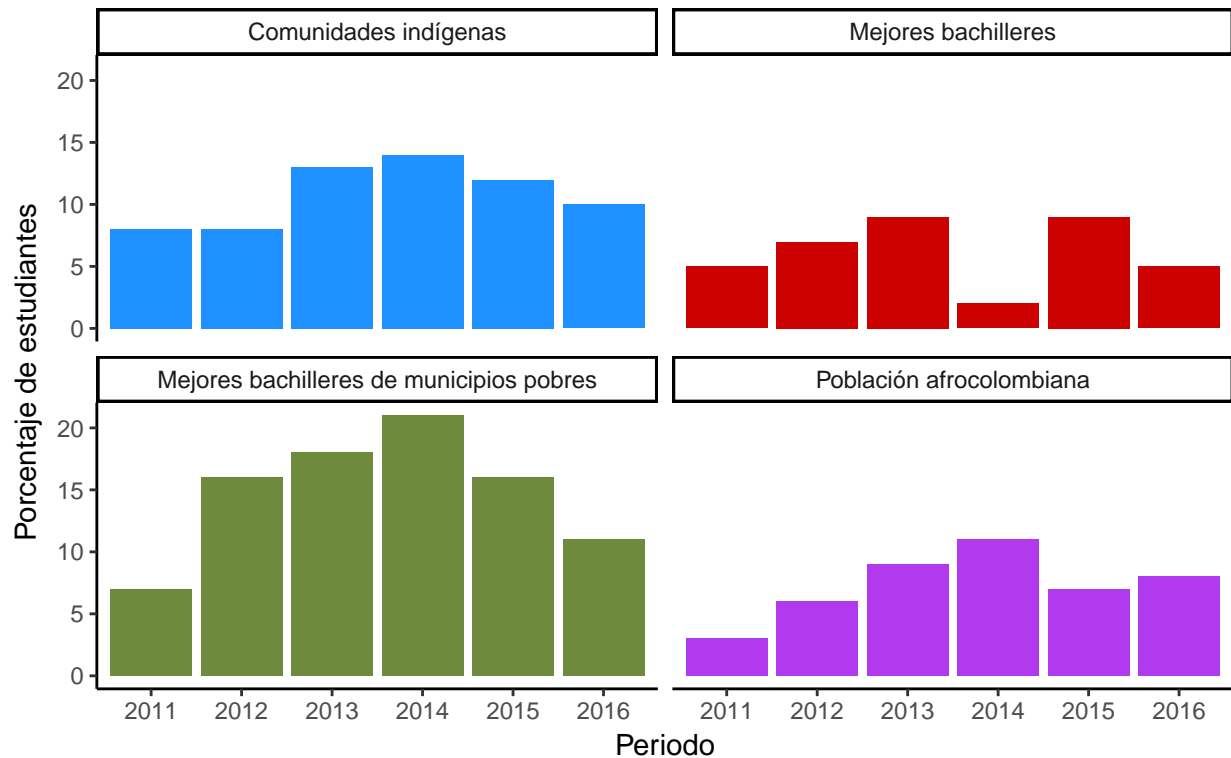 Comunidades indígenas
Mejores bachilleres
20
15
10
5
0
Mejores bachilleres de municipios pobres
Población afrocolombiana
20
15
10
5
0
Porcentaje de estudiantes
2011 2012 2013 2014 2015 2016
2011 2012 2013 2014 2015 2016
Periodo